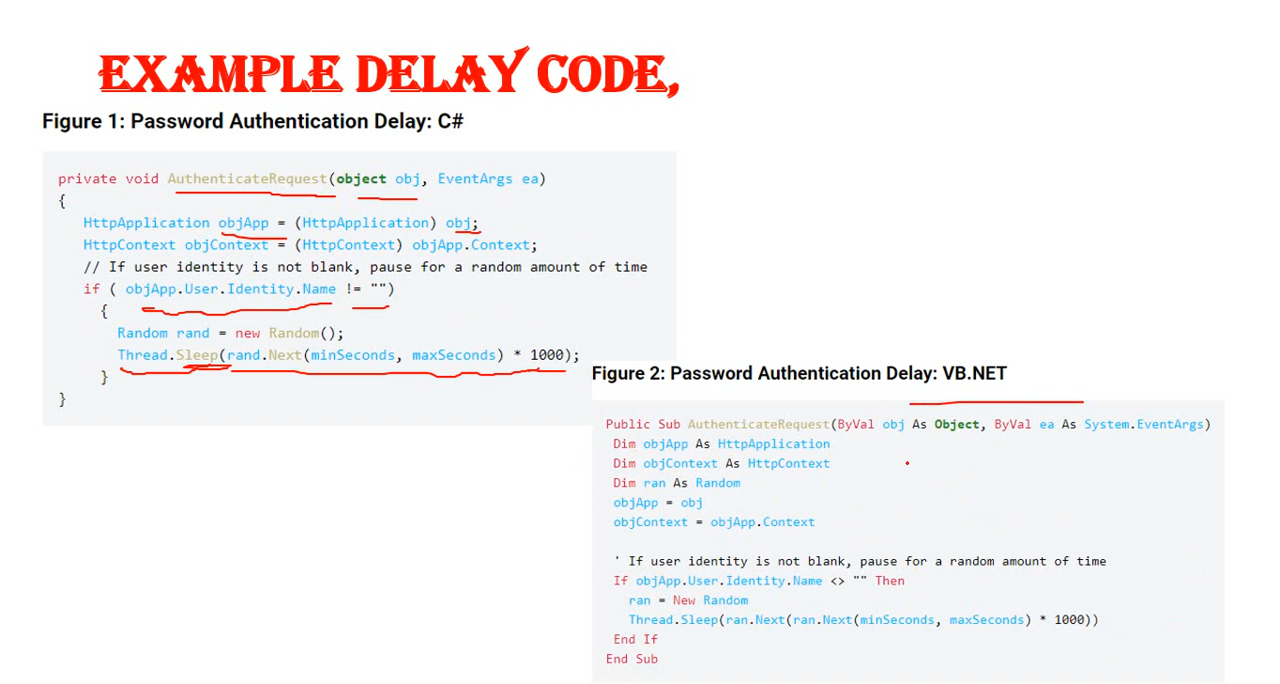 EXAMPLE DELAY CODE,
Figure 1: Password Authentication Delay: C#
private void AuthenticateRequest(object obj, EventArgs ea)
{
HttpApplication objApp = (HttpApplication) obj;
HttpContext objContext = (HttpContext) objApp.Context;
// If user identity is not blank, pause for a random amount of time
if ( objApp.User.Identity.Name != "")
{
Random rand = new Random();
Thread.Sleep(rand.Next(minSeconds, maxSeconds) * 1000);
}
}
Figure 2: Password Authentication Delay: VB.NET
Public Sub AuthenticateRequest(ByVal obj As Object, ByVal ea As System.EventArgs)
Dim objApp As HttpApplication
Dim objContext As HttpContext
Dim ran As Random
objApp = obj
objContext = objApp.Context
' If user identity is not blank, pause for a random amount of time
If objApp.User.Identity.Name <> "" Then
ran = New Random
Thread.Sleep(ran.Next(ran.Next(minSeconds, maxSeconds) * 1000))
End If
End Sub